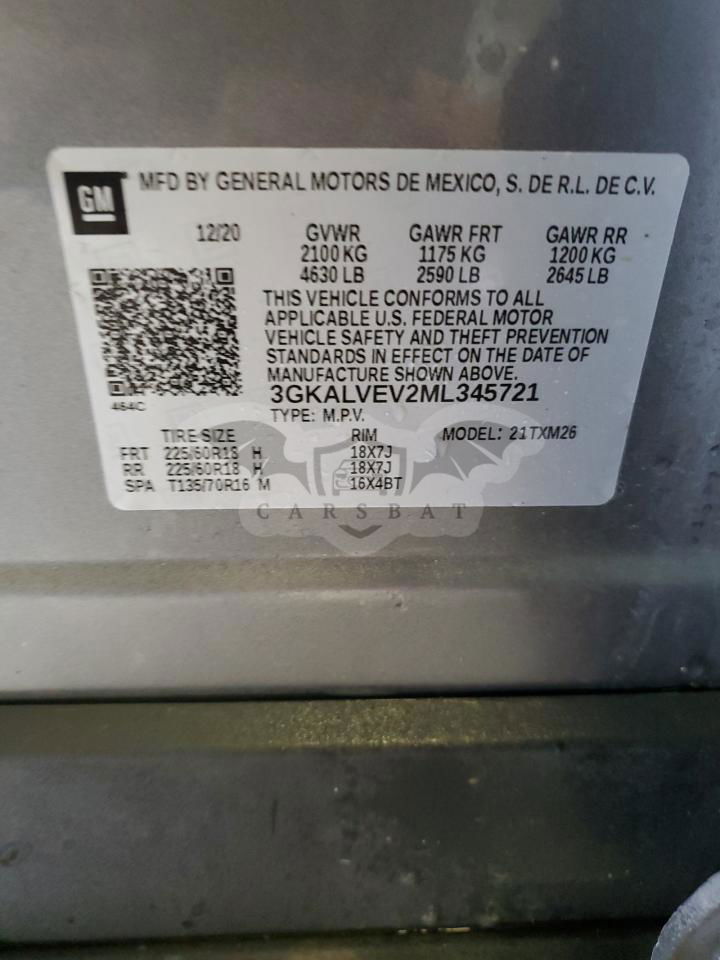 GM
MFD BY GENERAL MOTORS DE MEXICO, S. DE R.L. DE C.V.
12/20 GVWR GAWR FRT GAWR RR
2100 KG 1175 KG 1200 KG
4630 LB 2590 LB 2645 LB
THIS VEHICLE CONFORMS TO ALL
APPLICABLE U.S. FEDERAL MOTOR
VEHICLE SAFETY AND THEFT PREVENTION
STANDARDS IN EFFECT ON THE DATE OF
MANUFACTURE SHOWN ABOVE.
464C
3GKALVEV2ML345721
TYPE: M.P.V.
TIRE SIZE RIM MODEL: 21TXM26
FRT 225/60R18 H 18X7J
RR 225/60R18 H 18X7J
SPA T135/70R16 M 16X4BT
CARSBAT